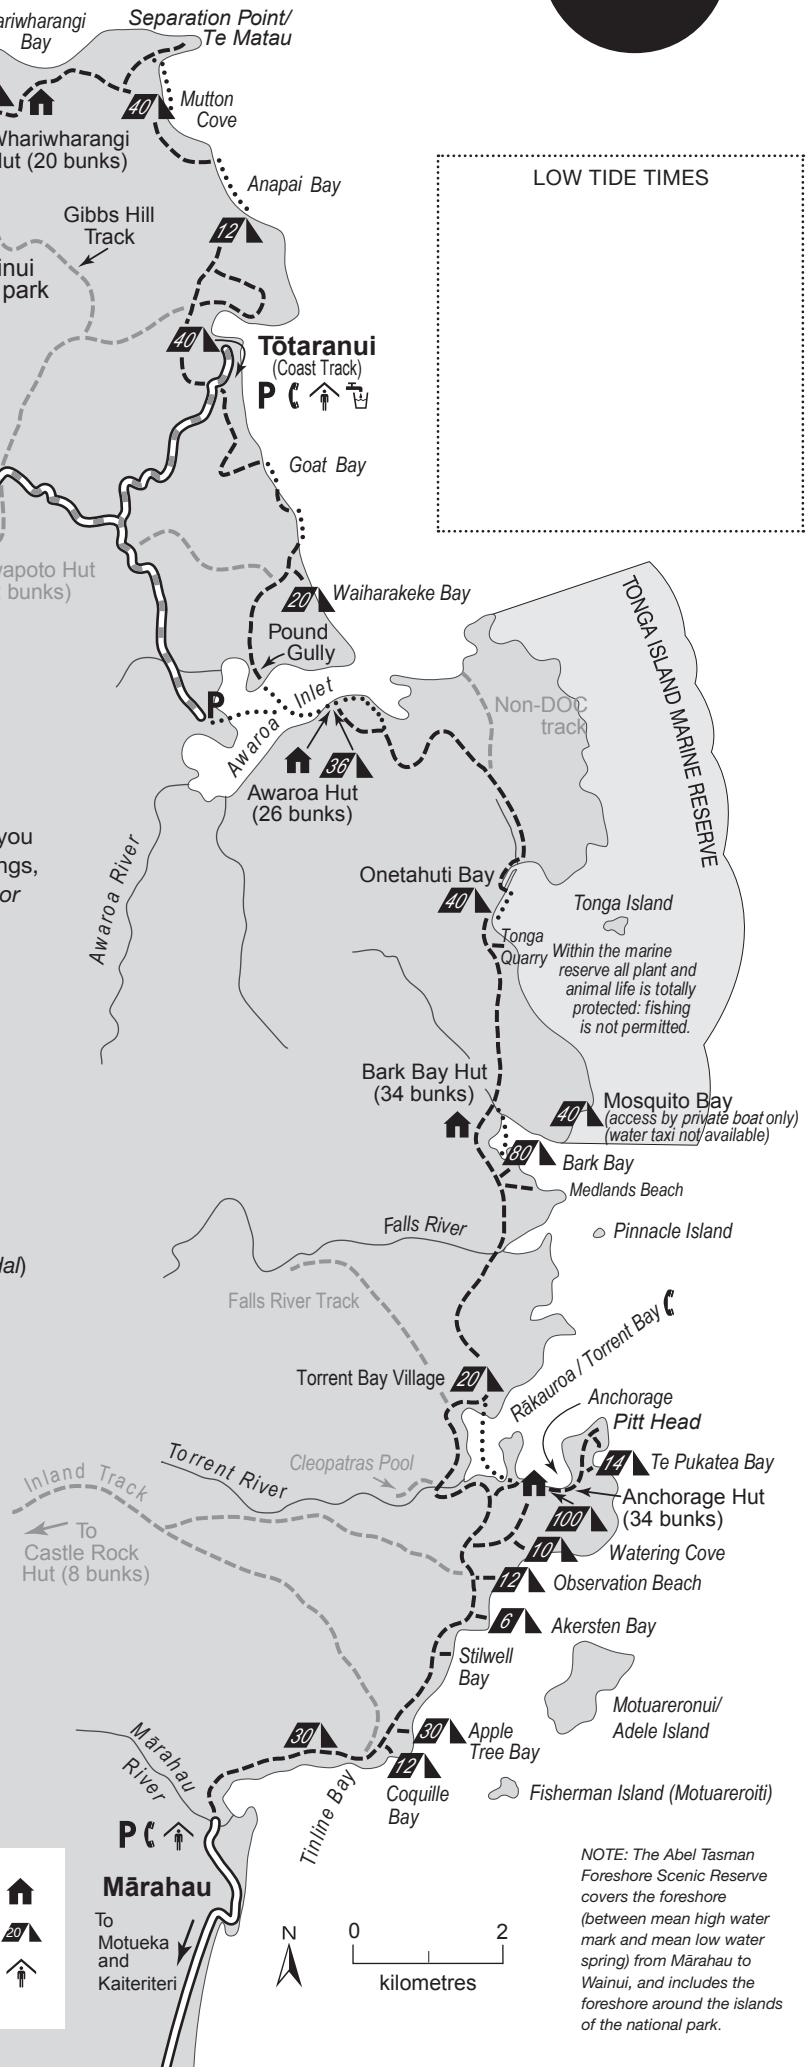 Bay
Separation Point/
Te Matau
40
Mutton
Cove
(20 bunks)
Anapai Bay
Gibbs Hill
Track
12
park
40
Tōtaranui
(Coast Track)
P
LOW TIDE TIMES
Goat Bay
Hut
bunks)
20
Waiharakeke Bay
Pound
Gully
P
Awaroa Inlet
Non-DOC
track
TONGA ISLAND MARINE RESERVE
36
Awaroa Hut
(26 bunks)
you
or
Awaroa River
Onetahuti Bay
40
Tonga Island
Tonga
Quarry
Within the marine
reserve all plant and
animal life is totally
protected: fishing
is not permitted.
Bark Bay Hut
(34 bunks)
40
Mosquito Bay
(access by private boat only)
(water taxi not available)
80
Bark Bay
Medlands Beach
Falls River
Pinnacle Island
Falls River Track
Rākauroa / Torrent Bay
Torrent Bay Village
20
Anchorage
Pitt Head
14
Te Pukatea Bay
Cleopatras Pool
Torrent River
Inland Track
Anchorage Hut
(34 bunks)
100
To
Castle Rock
Hut (8 bunks)
10
Watering Cove
12
Observation Beach
6
Akersten Bay
Stilwell
Bay
Motuareronui/
Adele Island
30
30
Apple
Tree Bay
12
Coquille
Bay
Mārahau
River
Tinline Bay
Fisherman Island (Motuareroiti)
P
Mārahau
To
Motueka
and
Kaiteriteri
20
N
0 2
kilometres
NOTE: The Abel Tasman
Foreshore Scenic Reserve
covers the foreshore
(between mean high water
mark and mean low water
spring) from Mārahau to
Wainui, and includes the
foreshore around the islands
of the national park.